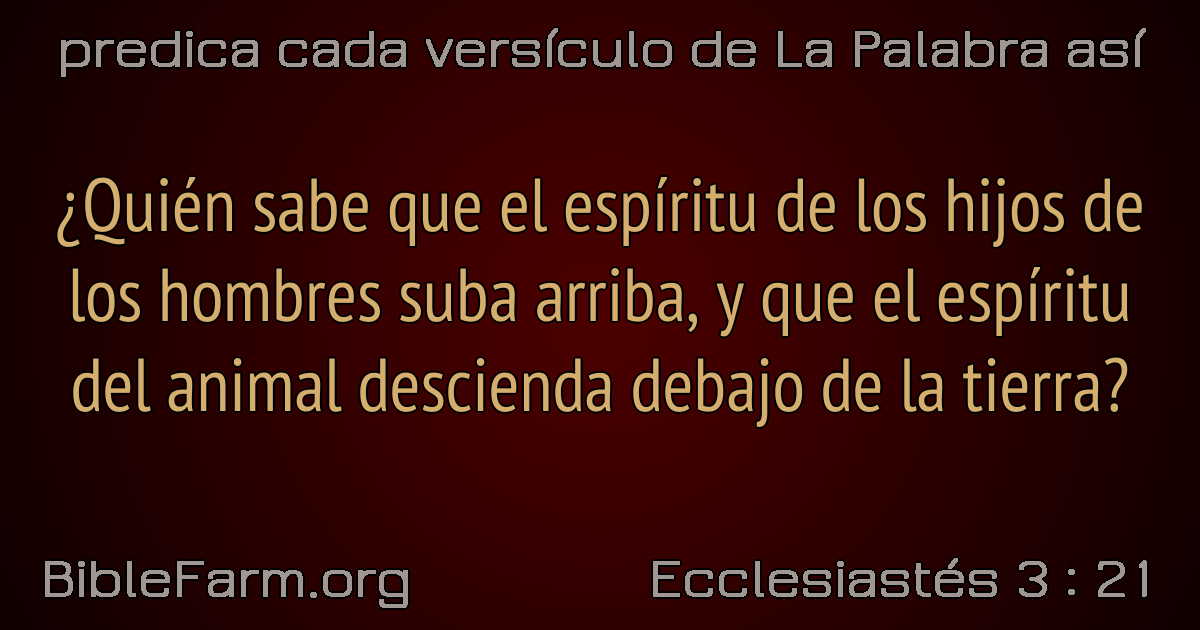 predica cada versículo de La Palabra así
¿Quién sabe que el espíritu de los hijos de
los hombres suba arriba, y que el espíritu
del animal descienda debajo de la tierra?
BibleFarm.org
Ecclesiastés 3 : 21